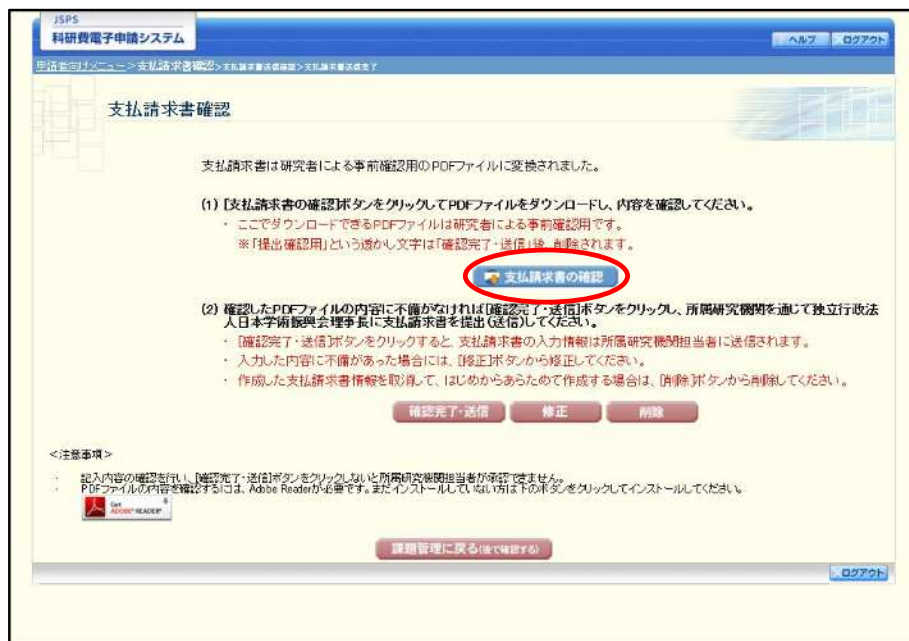 JSPS
科研費電子申請システム
ヘルプ
ログアウト
申請者向けメニュー>支払請求書確認>支払請求書送信確認>支払請求書送信完了
支払請求書確認
支払請求書は研究者による事前確認用のPDFファイルに変換されました。
(1) [支払請求書の確認]ボタンをクリックしてPDFファイルをダウンロードし、内容を確認してください。
・ ここでダウンロードできるPDFファイルは研究者による事前確認用です。
※「提出確認用」という透かし文字は「確認完了・送信」後、削除されます。
支払請求書の確認
(2) 確認したPDFファイルの内容に不備がなければ[確認完了・送信]ボタンをクリックし、所属研究機関を通じて独立行政法
人日本学術振興会理事長に支払請求書を提出(送信)してください。
・ [確認完了・送信]ボタンをクリックすると、支払請求書の入力情報は所属研究機関担当者に送信されます。
・ 入力した内容に不備があった場合には、[修正]ボタンから修正してください。
・ 作成した支払請求書情報を取消して、はじめからあらためて作成する場合は、[削除]ボタンから削除してください。
確認完了・送信
修正
削除
<注意事項>
・ 記入内容の確認を行い、[確認完了・送信]ボタンをクリックしないと所属研究機関担当者が承認できません。
・ PDFファイルの内容を確認するには、Adobe Readerが必要です。まだインストールしていない方は下のボタンをクリックしてインストールしてください。
Get
ADOBE® READER®
課題管理に戻る(後で確認する)
ログアウト